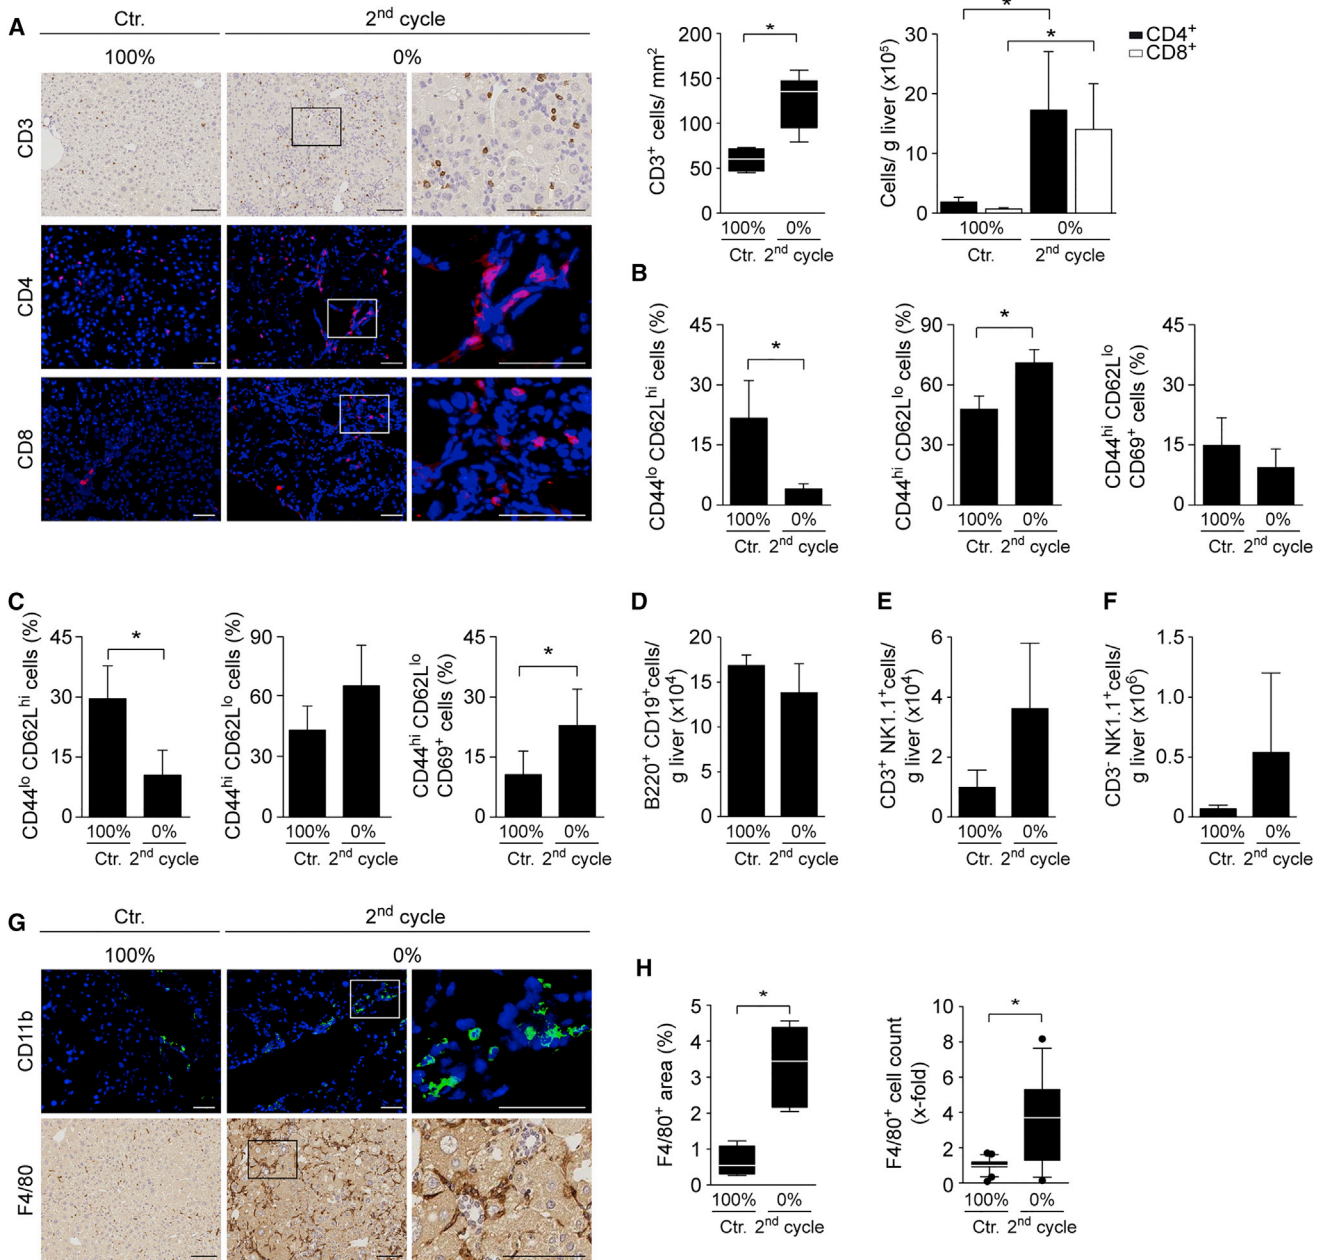 A
Ctr.
2nd cycle
100%
0%
CD3
CD4
CD8
CD3+ cells/ mm2
200
150
100
50
0
*
100%
0%
Ctr.
2nd cycle
Cells/ g liver (x10⁵)
30
20
10
0
*
*
CD4+
CD8+
100%
0%
Ctr.
2nd cycle
B
CD44lo CD62Lhi cells (%)
45
30
15
0
*
100%
0%
Ctr.
2nd cycle
CD44hi CD62Llo cells (%)
90
60
30
0
*
100%
0%
Ctr.
2nd cycle
CD44hi CD62Llo
CD69+ cells (%)
45
30
15
0
100%
0%
Ctr.
2nd cycle
C
CD44lo CD62Lhi cells (%)
45
30
15
0
*
100%
0%
Ctr.
2nd cycle
CD44hi CD62Llo cells (%)
90
60
30
0
100%
0%
Ctr.
2nd cycle
CD44hi CD62Llo
CD69+ cells (%)
45
30
15
0
*
100%
0%
Ctr.
2nd cycle
D
B220+ CD19+cells/
g liver (x10⁴)
20
15
10
5
0
100%
0%
Ctr.
2nd cycle
E
CD3+ NK1.1+cells/
g liver (x10⁴)
6
4
2
0
100%
0%
Ctr.
2nd cycle
F
CD3- NK1.1+cells/
g liver (x10⁶)
1.5
1.0
0.5
0
100%
0%
Ctr.
2nd cycle
G
Ctr.
2nd cycle
100%
0%
CD11b
F4/80
H
F4/80+ area (%)
5
4
3
2
1
0
*
100%
0%
Ctr.
2nd cycle
F4/80+ cell count
(x-fold)
10
8
6
4
2
0
*
100%
0%
Ctr.
2nd cycle